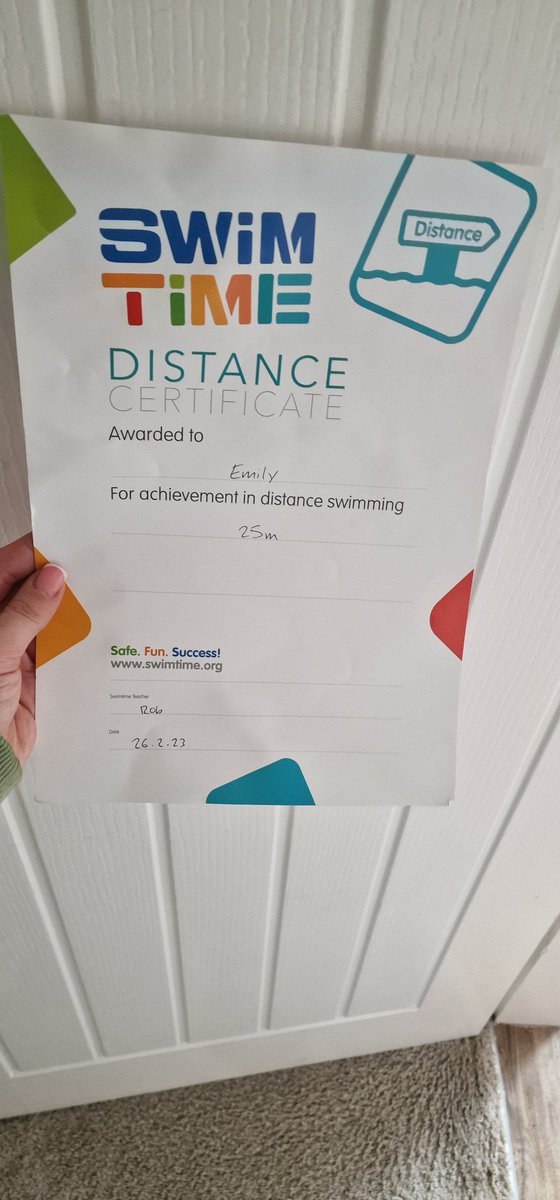 Distance
SWiM
TiME
DISTANCE
CERTIFICATE
Awarded to
Emily
For achievement in distance swimming
25m
Safe. Fun. Success!
www.swimtime.org
Swimtime Teacher
Rob
Date
26.2.23